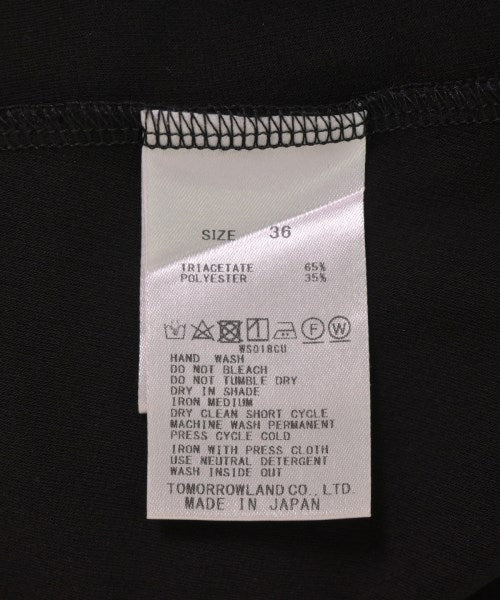 SIZE 36
TRIACETATE 65%
POLYESTER 35%
F W
WS018CU
HAND WASH
DO NOT BLEACH
DO NOT TUMBLE DRY
DRY IN SHADE
IRON MEDIUM
DRY CLEAN SHORT CYCLE
MACHINE WASH PERMANENT
PRESS CYCLE COLD
IRON WITH PRESS CLOTH
USE NEUTRAL DETERGENT
WASH INSIDE OUT
TOMORROWLAND CO., LTD.
MADE IN JAPAN